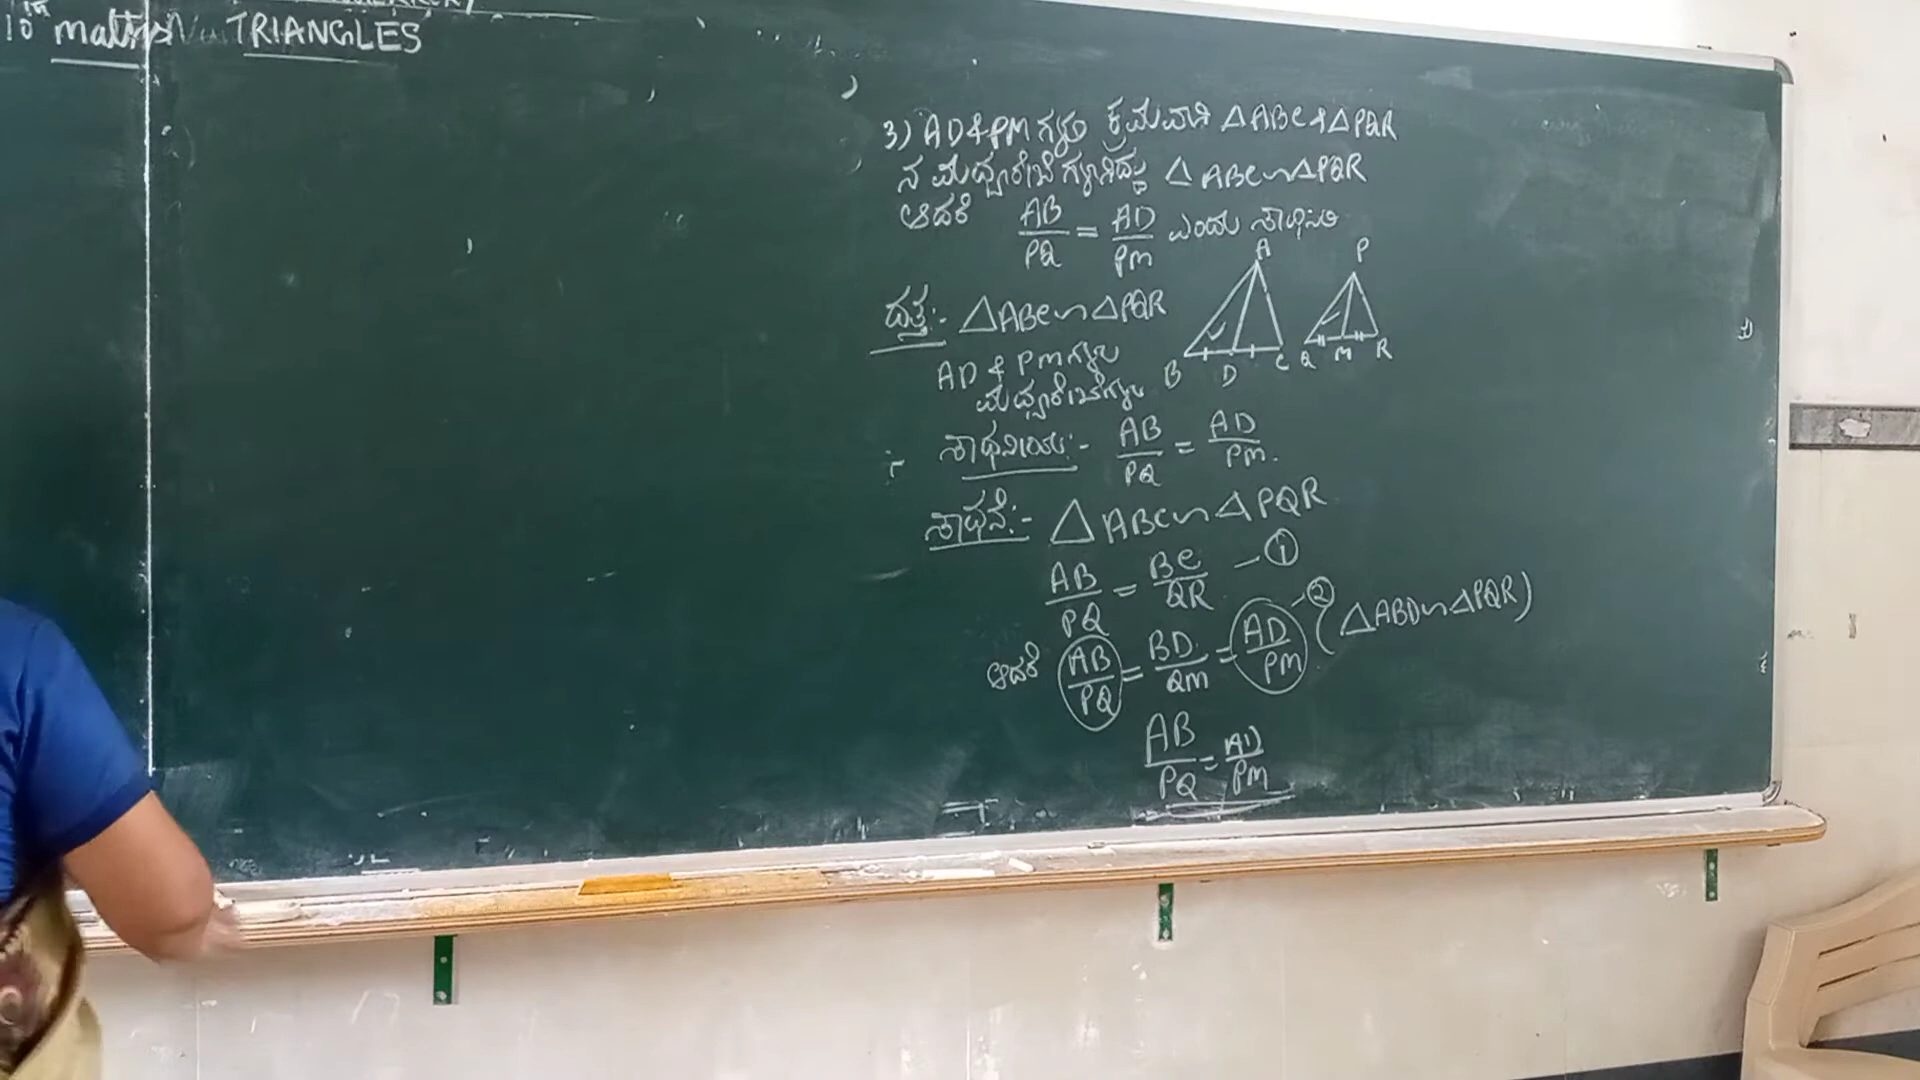 10th maths
TRIANGLES
3) AD & PM ಗಳು ಕ್ರಮವಾಗಿ △ABC & △PQR
ನ ಮಧ್ಯರೇಖೆಗಳಾಗಿದ್ದು △ABC ~ △PQR
ಆದರೆ AB/PQ = AD/PM ಎಂದು ಸಾಧಿಸಿ
A P
B D C Q M R
ದತ್ತ:- △ABC ~ △PQR
AD & PM ಗಳು
ಮಧ್ಯರೇಖೆಗಳು
ಸಾಧನೀಯ:- AB/PQ = AD/PM.
ಸಾಧನೆ:- △ABC ~ △PQR
AB/PQ = BC/QR - ①
ಆದರೆ AB/PQ = BD/QM = AD/PM - ② (△ABD ~ △PQR)
AB/PQ = AD/PM